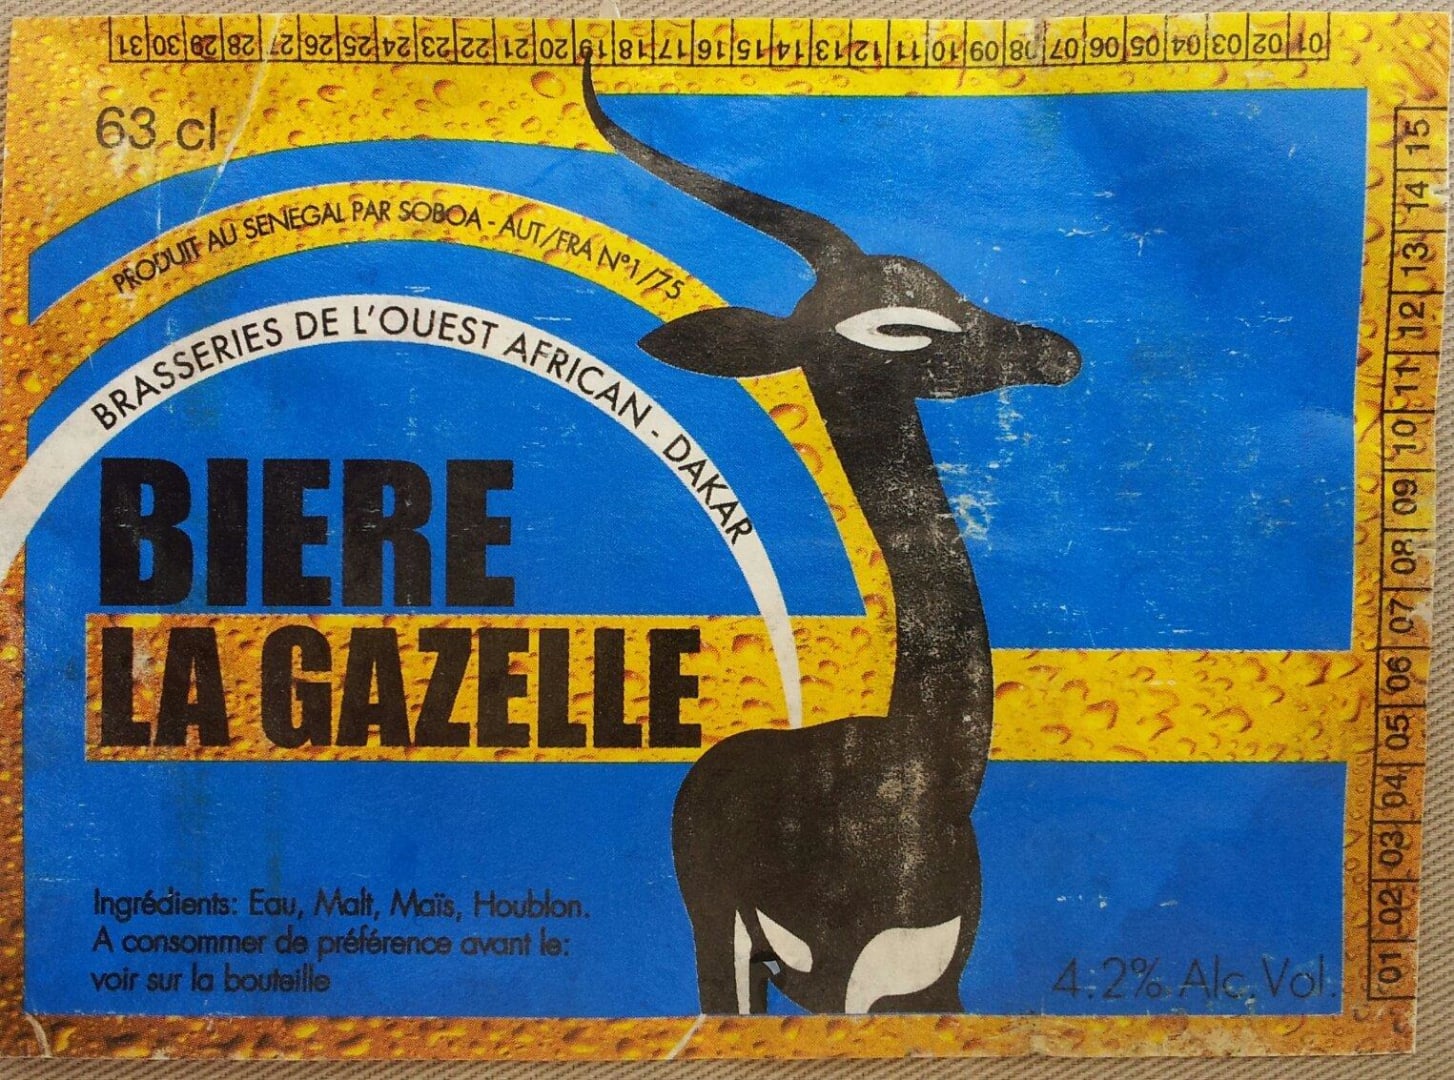 31 30 29 28 27 26 25 24 23 22 21 20 19 18 17 16 15 14 13 12 11 10 09 08 07 06 05 04 03 02 01
63 cl
PRODUIT AU SENEGAL PAR SOBOA - AUT/FRA N°1/75
BRASSERIES DE L'OUEST AFRICAN - DAKAR
BIERE
LA GAZELLE
Ingrédients: Eau, Malt, Maïs, Houblon.
A consommer de préférence avant le:
voir sur la bouteille
4.2% Alc. Vol.
01 02 03 04 05 06 07 08 09 10 11 12 13 14 15